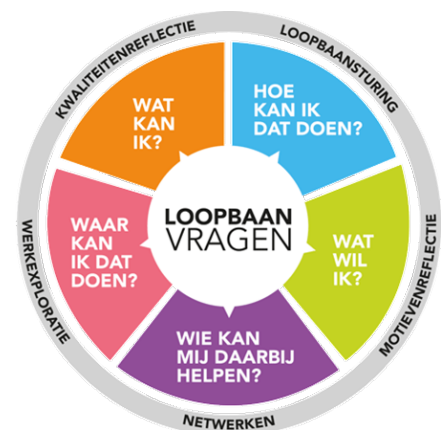 KWALITEITENREFLECTIE
LOOPBAANSTURING
WAT
KAN
IK?
HOE
KAN IK
DAT DOEN?
LOOPBAAN
VRAGEN
WAAR
KAN
IK DAT
DOEN?
WAT
WIL
IK?
WIE KAN
MIJ DAARBIJ
HELPEN?
WERKEXPLORATIE
MOTIEVENREFLECTIE
NETWERKEN